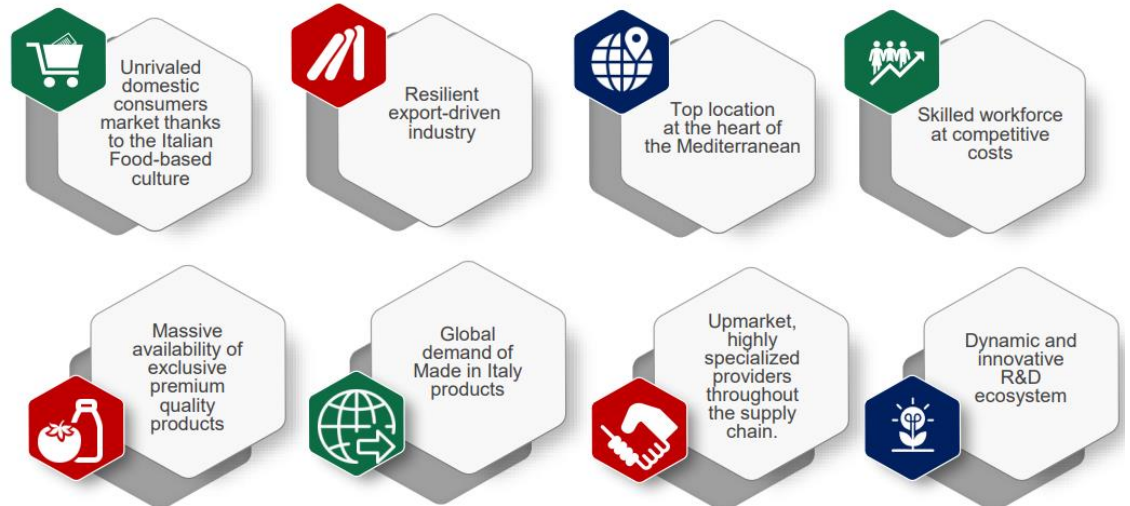 Unrivaled
domestic
consumers
market thanks
to the Italian
Food-based
culture
Resilient
export-driven
industry
Top location
at the heart of
the Mediterranean
Skilled workforce
at competitive
costs
Massive
availability of
exclusive
premium
quality
products
Global
demand of
Made in Italy
products
Upmarket,
highly
specialized
providers
throughout
the supply
chain.
Dynamic and
innovative
R&D
ecosystem